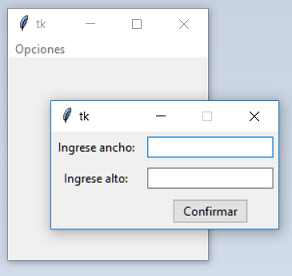 tk
Opciones
tk
Ingrese ancho:
Ingrese alto:
Confirmar